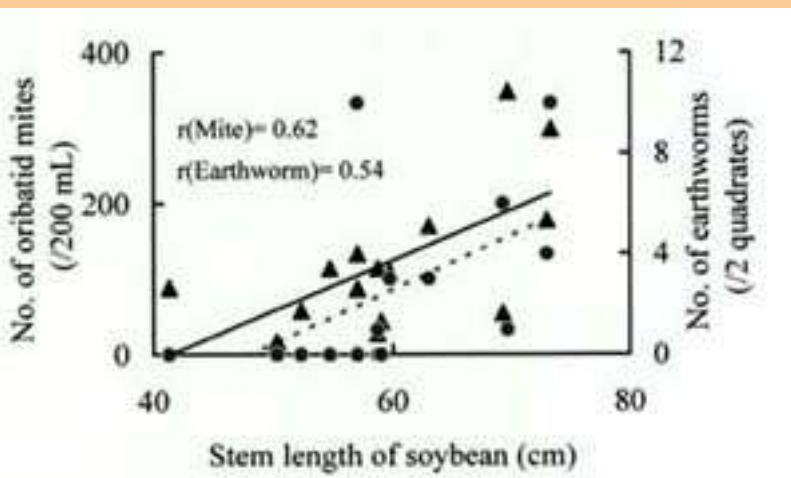 400
200
0
No. of oribatid mites
(/200 mL)
r(Mite)= 0.62
r(Earthworm)= 0.54
12
8
4
0
No. of earthworms
(/2 quadrates)
40
60
80
Stem length of soybean (cm)